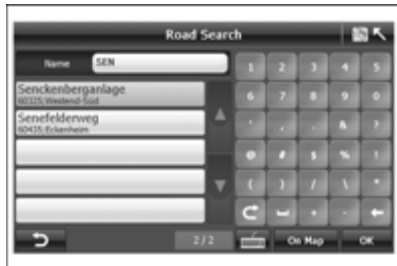 Road Search
Name SEN
1 2 3 4 5
Senckenberganlage
60325; Westend-Süd
6 7 8 9 0
Senefelderweg
60435; Eckenheim
' , . & ?
@ # $ % !
( ) / \ *
+ -
2/2
On Map
OK